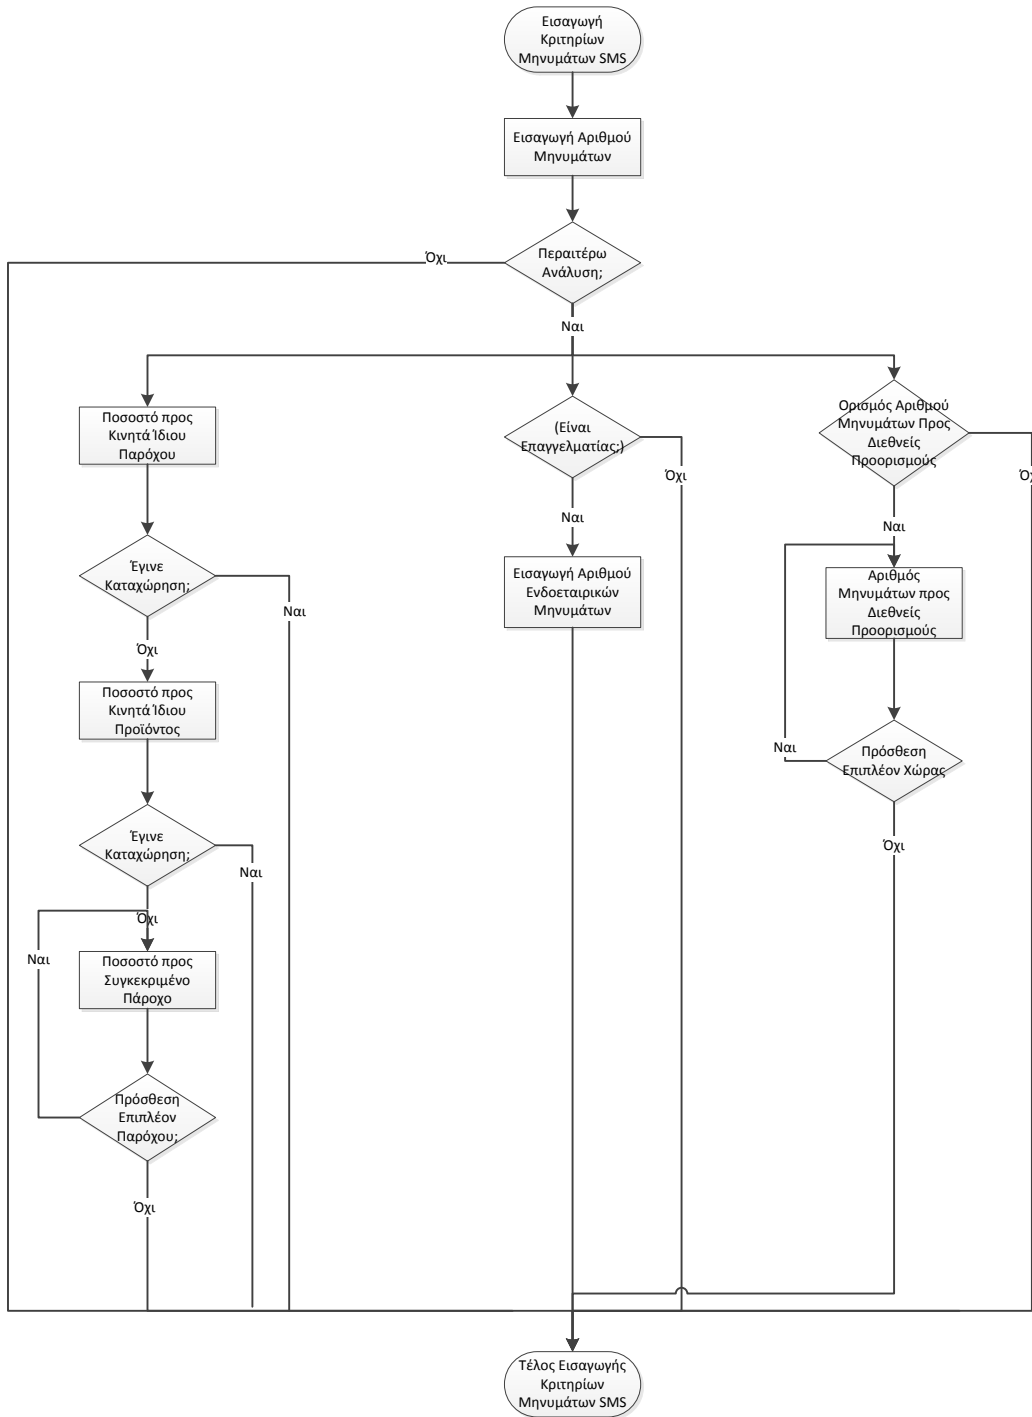 Εισαγωγή
Κριτηρίων
Μηνυμάτων SMS
Εισαγωγή Αριθμού
Μηνυμάτων
Περαιτέρω
Ανάλυση;
Όχι
Ναι
Ποσοστό προς
Κινητά Ίδιου
Παρόχου
Έγινε
Καταχώρηση;
Ναι
Όχι
Ποσοστό προς
Κινητά Ίδιου
Προϊόντος
Έγινε
Καταχώρηση;
Ναι
Όχι
Ναι
Ποσοστό προς
Συγκεκριμένο
Πάροχο
Πρόσθεση
Επιπλέον
Παρόχου;
Όχι
(Είναι
Επαγγελματίας;)
Όχι
Ναι
Εισαγωγή Αριθμού
Ενδοεταιρικών
Μηνυμάτων
Ορισμός Αριθμού
Μηνυμάτων Προς
Διεθνείς
Προορισμούς
Ναι
Αριθμός
Μηνυμάτων προς
Διεθνείς
Προορισμούς
Ναι
Πρόσθεση
Επιπλέον Χώρας
Όχι
Τέλος Εισαγωγής
Κριτηρίων
Μηνυμάτων SMS